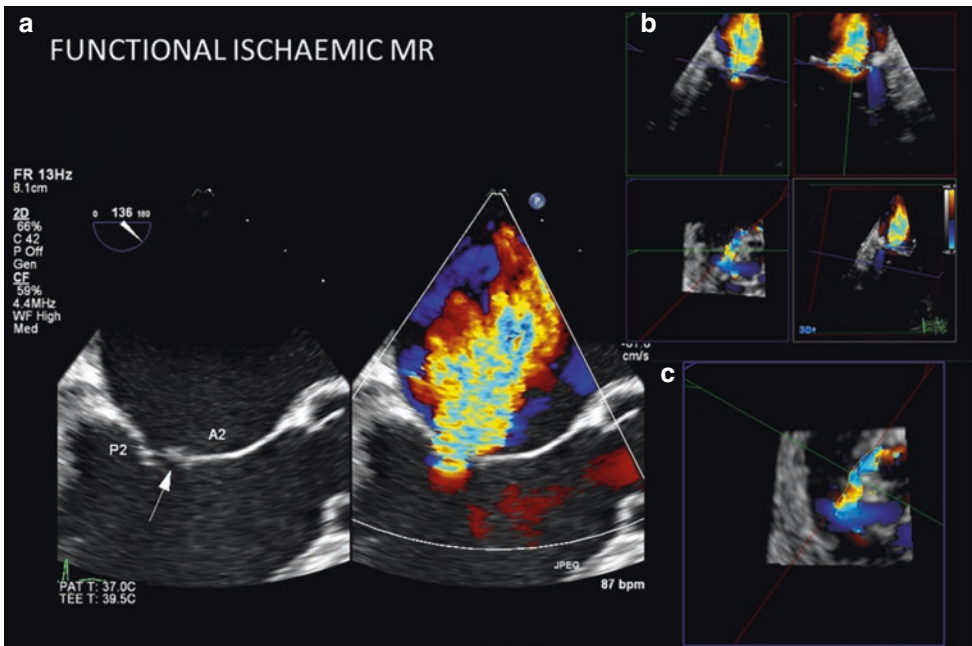 a
FUNCTIONAL ISCHAEMIC MR
FR 13Hz
8.1cm
2D
66%
C 42
P Off
Gen
CF
59%
4.4MHz
WF High
Med
0 136 180
P
cm/s
P2
A2
JPEG
PAT T: 37.0C
TEE T: 39.5C
87 bpm
b
3D
c